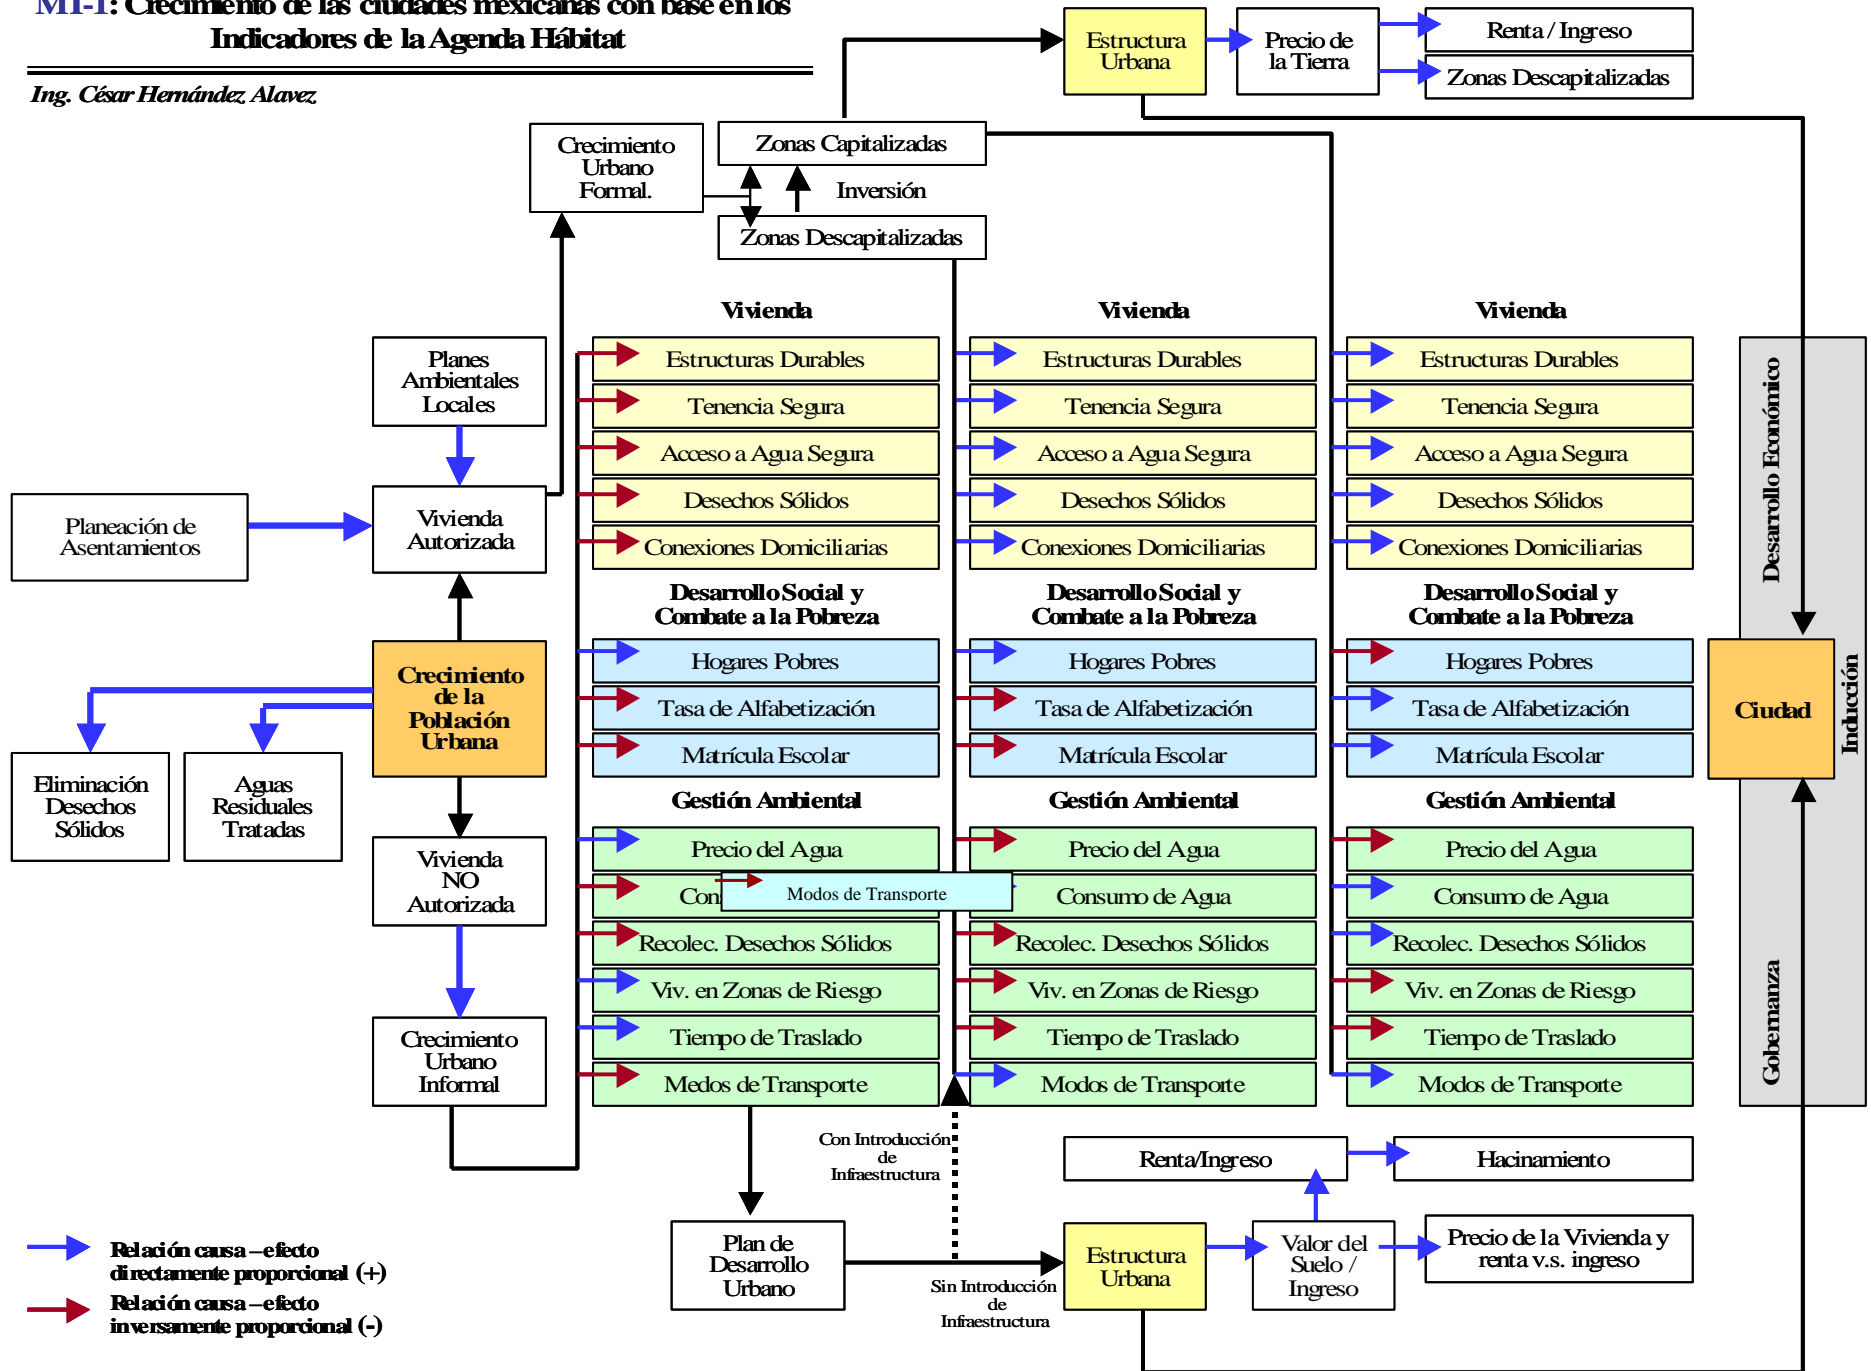 MT-1: Crecimiento de las ciudades mexicanas con base en los
Indicadores de la Agenda Hábitat
Ing. César Hernández Alavez
Estructura
Urbana
Precio de
la Tierra
Renta / Ingreso
Zonas Descapitalizadas
Crecimiento
Urbano
Formal.
Zonas Capitalizadas
Inversión
Zonas Descapitalizadas
Planes
Ambientales
Locales
Planeación de
Asentamientos
Vivienda
Autorizada
Crecimiento
de la
Población
Urbana
Eliminación
Desechos
Sólidos
Aguas
Residuales
Tratadas
Vivienda
NO
Autorizada
Crecimiento
Urbano
Informal
Vivienda
Estructuras Durables
Tenencia Segura
Acceso a Agua Segura
Desechos Sólidos
Conexiones Domiciliarias
Desarrollo Social y
Combate a la Pobreza
Hogares Pobres
Tasa de Alfabetización
Matrícula Escolar
Gestión Ambiental
Precio del Agua
Con
Modos de Transporte
Recolec. Desechos Sólidos
Viv. en Zonas de Riesgo
Tiempo de Traslado
Medos de Transporte
Vivienda
Estructuras Durables
Tenencia Segura
Acceso a Agua Segura
Desechos Sólidos
Conexiones Domiciliarias
Desarrollo Social y
Combate a la Pobreza
Hogares Pobres
Tasa de Alfabetización
Matrícula Escolar
Gestión Ambiental
Precio del Agua
Consumo de Agua
Recolec. Desechos Sólidos
Viv. en Zonas de Riesgo
Tiempo de Traslado
Modos de Transporte
Vivienda
Estructuras Durables
Tenencia Segura
Acceso a Agua Segura
Desechos Sólidos
Conexiones Domiciliarias
Desarrollo Social y
Combate a la Pobreza
Hogares Pobres
Tasa de Alfabetización
Matrícula Escolar
Gestión Ambiental
Precio del Agua
Consumo de Agua
Recolec. Desechos Sólidos
Viv. en Zonas de Riesgo
Tiempo de Traslado
Modos de Transporte
Desarrollo Económico
Ciudad
Inducción
Gobernanza
Con Introducción
de
Infraestructura
Renta/Ingreso
Hacinamiento
Plan de
Desarrollo
Urbano
Sin Introducción
de
Infraestructura
Estructura
Urbana
Valor del
Suelo /
Ingreso
Precio de la Vivienda y
renta v.s. ingreso
Relación causa – efecto
directamente proporcional (+)
Relación causa – efecto
inversamente proporcional (-)